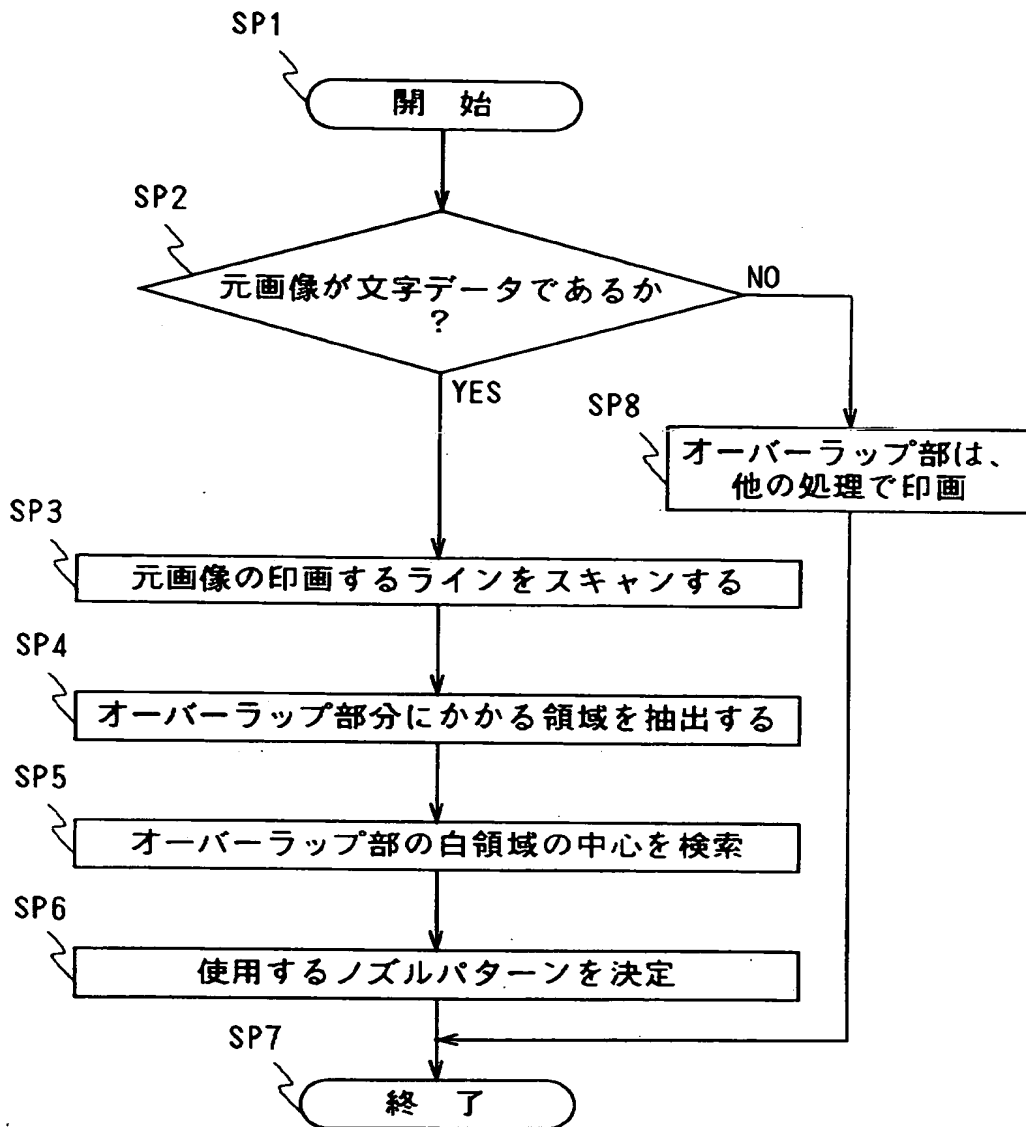 SP1
開 始
SP2
元画像が文字データであるか
?
NO
YES
SP8
オーバーラップ部は、
他の処理で印画
SP3
元画像の印画するラインをスキャンする
SP4
オーバーラップ部分にかかる領域を抽出する
SP5
オーバーラップ部の白領域の中心を検索
SP6
使用するノズルパターンを決定
SP7
終 了